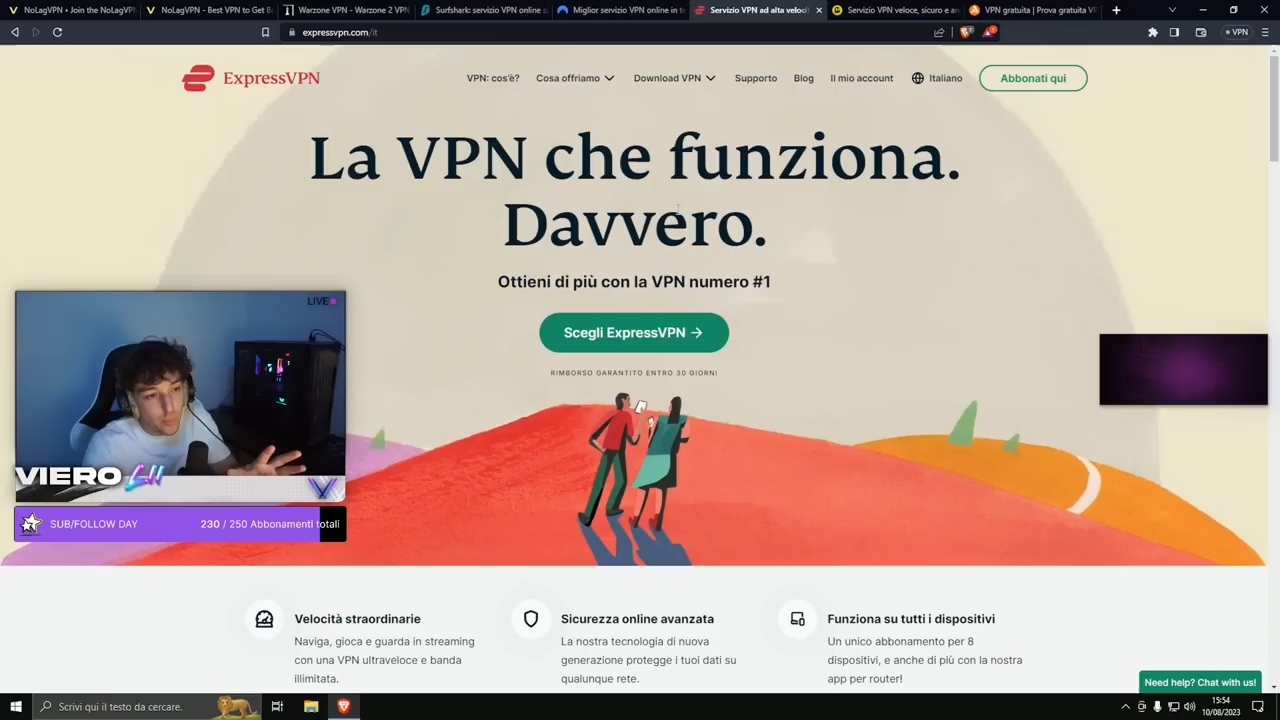 NoLagVPN • Join the NoLagV
NoLagVPN - Best VPN to Get B
Warzone VPN - Warzone 2 VPN
Surfshark: servizio VPN online s
Miglior servizio VPN online in t
Servizio VPN ad alta veloci
Servizio VPN veloce, sicuro e a
VPN gratuita | Prova gratuita V
expressvpn.com/it
VPN
ExpressVPN
VPN: cos'è?
Cosa offriamo
Download VPN
Supporto
Blog
Il mio account
Italiano
Abbonati qui
La VPN che funziona.
Davvero.
Ottieni di più con la VPN numero #1
Scegli ExpressVPN
RIMBORSO GARANTITO ENTRO 30 GIORNI
LIVE
VIERO
SUB/FOLLOW DAY
230 / 250 Abbonamenti totali
Velocità straordinarie
Naviga, gioca e guarda in streaming
con una VPN ultraveloce e banda
illimitata.
Sicurezza online avanzata
La nostra tecnologia di nuova
generazione protegge i tuoi dati su
qualunque rete.
Funziona su tutti i dispositivi
Un unico abbonamento per 8
dispositivi, e anche di più con la nostra
app per router!
Need help? Chat with us!
Scrivi qui il testo da cercare.
15:54
10/08/2023